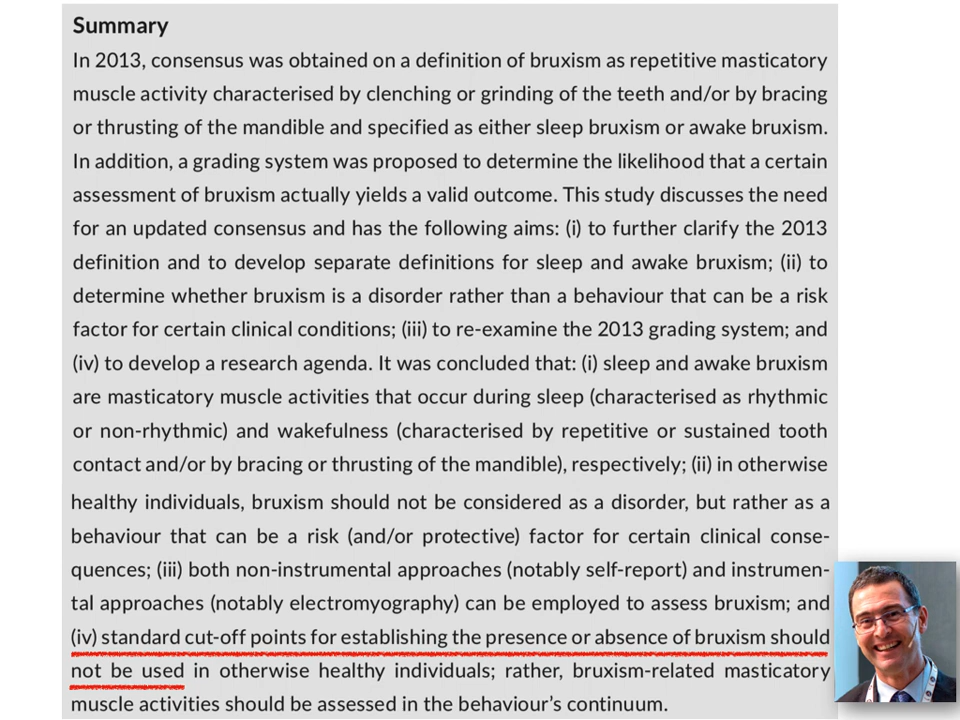 Summary
In 2013, consensus was obtained on a definition of bruxism as repetitive masticatory
muscle activity characterised by clenching or grinding of the teeth and/or by bracing
or thrusting of the mandible and specified as either sleep bruxism or awake bruxism.
In addition, a grading system was proposed to determine the likelihood that a certain
assessment of bruxism actually yields a valid outcome. This study discusses the need
for an updated consensus and has the following aims: (i) to further clarify the 2013
definition and to develop separate definitions for sleep and awake bruxism; (ii) to
determine whether bruxism is a disorder rather than a behaviour that can be a risk
factor for certain clinical conditions; (iii) to re-examine the 2013 grading system; and
(iv) to develop a research agenda. It was concluded that: (i) sleep and awake bruxism
are masticatory muscle activities that occur during sleep (characterised as rhythmic
or non-rhythmic) and wakefulness (characterised by repetitive or sustained tooth
contact and/or by bracing or thrusting of the mandible), respectively; (ii) in otherwise
healthy individuals, bruxism should not be considered as a disorder, but rather as a
behaviour that can be a risk (and/or protective) factor for certain clinical conse-
quences; (iii) both non-instrumental approaches (notably self-report) and instrumen-
tal approaches (notably electromyography) can be employed to assess bruxism; and
(iv) standard cut-off points for establishing the presence or absence of bruxism should
not be used in otherwise healthy individuals; rather, bruxism-related masticatory
muscle activities should be assessed in the behaviour's continuum.